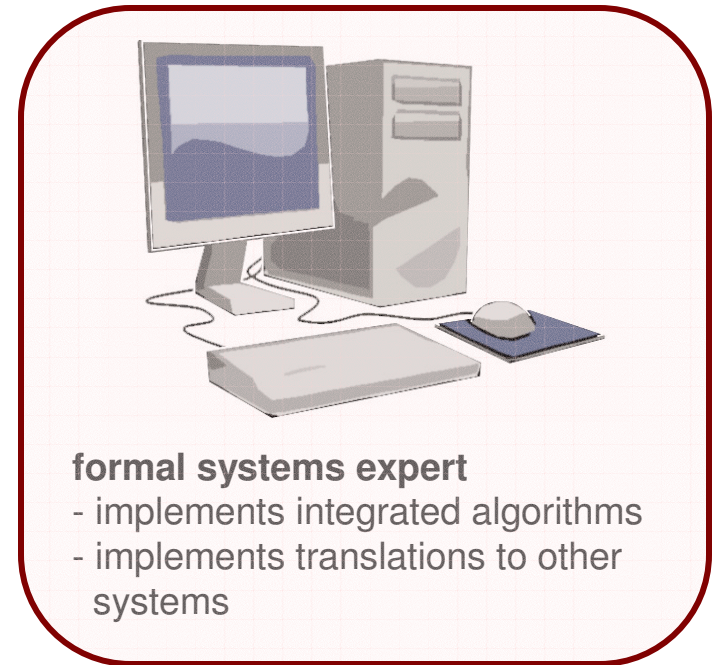 formal systems expert
- implements integrated algorithms
- implements translations to other
systems